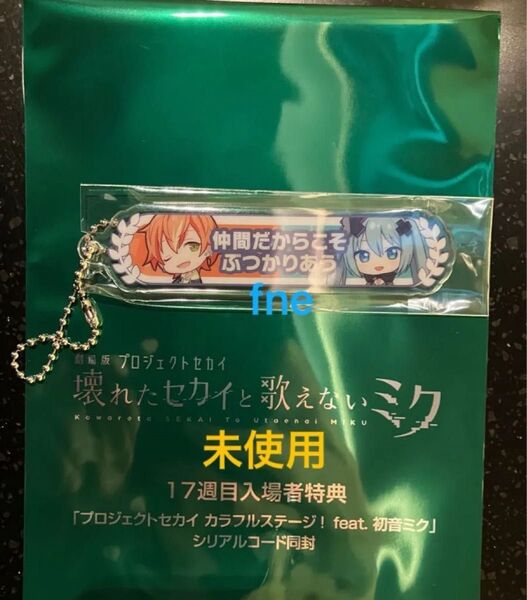 仲間だからこそ
ぶつかりあう
fne
劇場版 プロジェクトセカイ
壊れたセカイと歌えないミク
Kowareta SEKAI To Utaenai MIKU
未使用
17週目入場者特典
「プロジェクトセカイ カラフルステージ! feat. 初音ミク」
シリアルコード同封